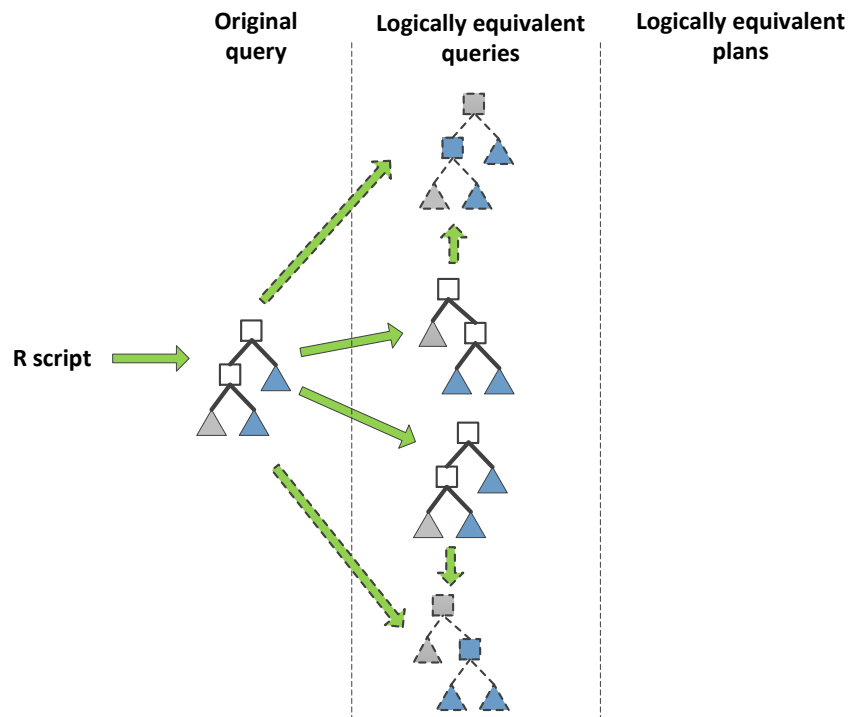 Original
query
Logically equivalent
queries
Logically equivalent
plans
R script